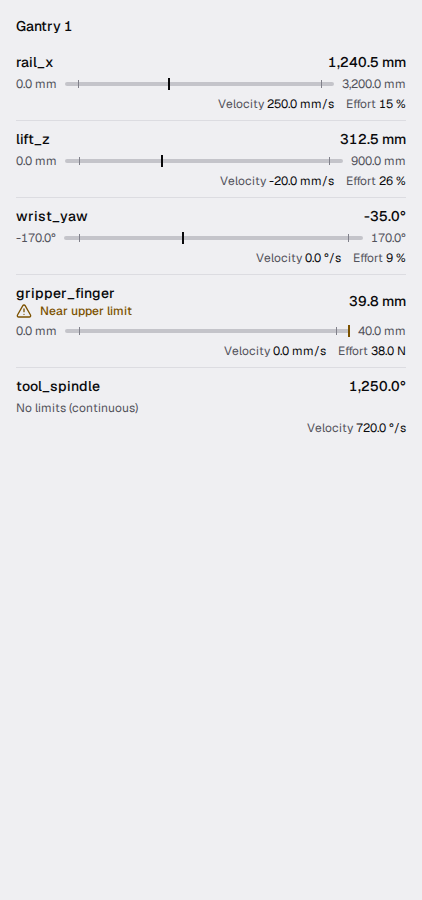 Gantry 1
rail_x 1,240.5 mm
0.0 mm 3,200.0 mm
Velocity 250.0 mm/s Effort 15 %
lift_z 312.5 mm
0.0 mm 900.0 mm
Velocity -20.0 mm/s Effort 26 %
wrist_yaw -35.0°
-170.0° 170.0°
Velocity 0.0 °/s Effort 9 %
gripper_finger 39.8 mm
Near upper limit
0.0 mm 40.0 mm
Velocity 0.0 mm/s Effort 38.0 N
tool_spindle 1,250.0°
No limits (continuous)
Velocity 720.0 °/s